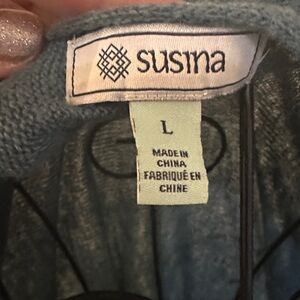 susina
L
MADE IN
CHINA
FABRIQUÉ EN
CHINE